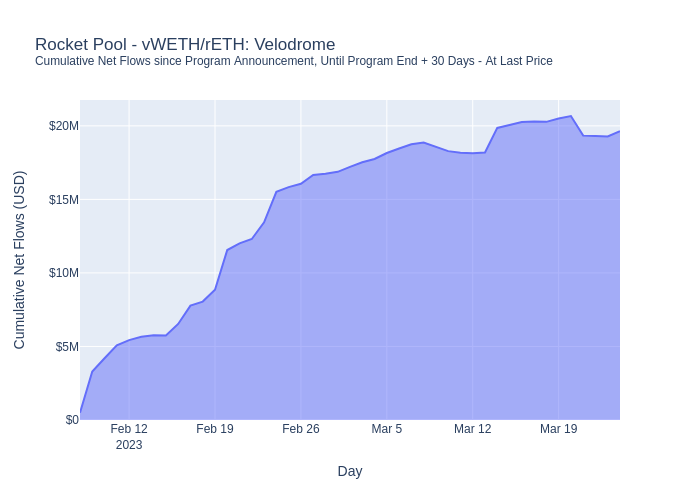 Rocket Pool - vWETH/rETH: Velodrome
Cumulative Net Flows since Program Announcement, Until Program End + 30 Days - At Last Price
Cumulative Net Flows (USD)
$20M
$15M
$10M
$5M
$0
Feb 12
2023
Feb 19
Feb 26
Mar 5
Mar 12
Mar 19
Day